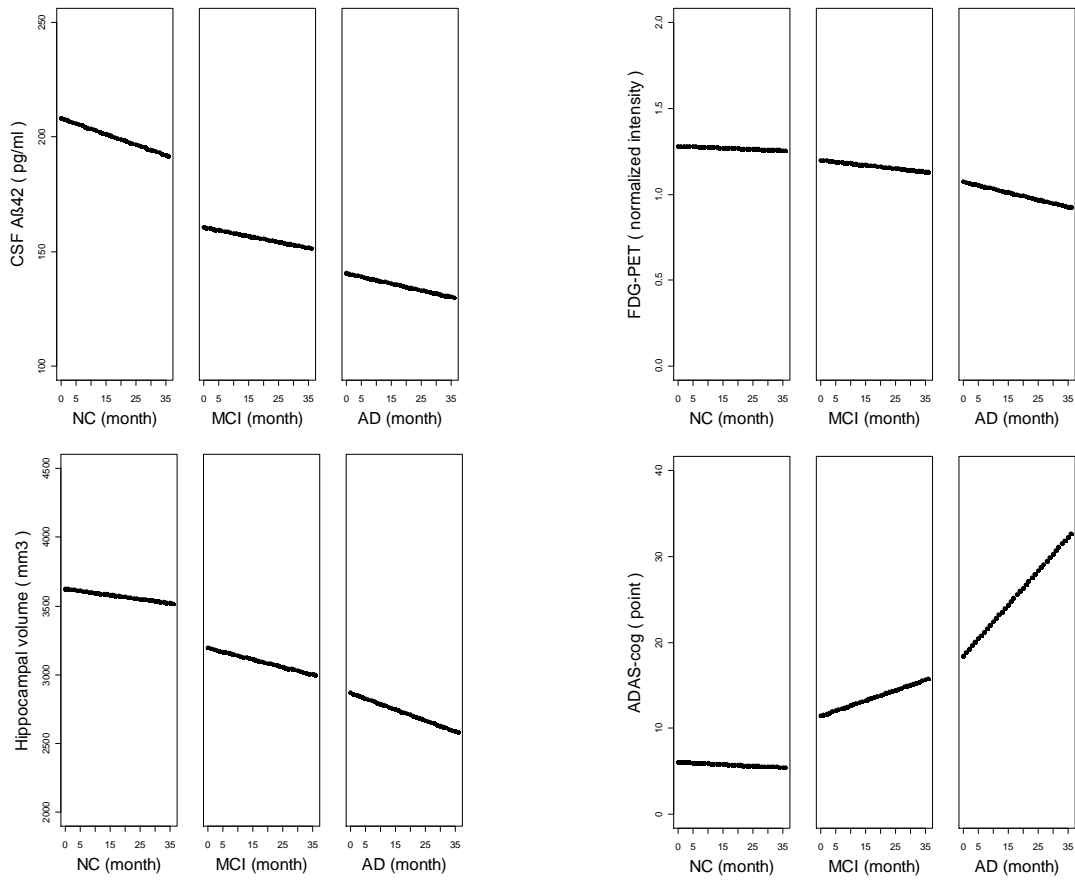 CSF Aß42 ( pg/ml )
250
200
150
100
0 5 15 25 35
0 5 15 25 35
0 5 15 25 35
NC (month)
MCI (month)
AD (month)
FDG-PET ( normalized intensity )
2.0
1.5
1.0
0.5
0.0
0 5 15 25 35
0 5 15 25 35
0 5 15 25 35
NC (month)
MCI (month)
AD (month)
Hippocampal volume ( mm3 )
4500
4000
3500
3000
2500
2000
0 5 15 25 35
0 5 15 25 35
0 5 15 25 35
NC (month)
MCI (month)
AD (month)
ADAS-cog ( point )
40
30
20
10
0
0 5 15 25 35
0 5 15 25 35
0 5 15 25 35
NC (month)
MCI (month)
AD (month)